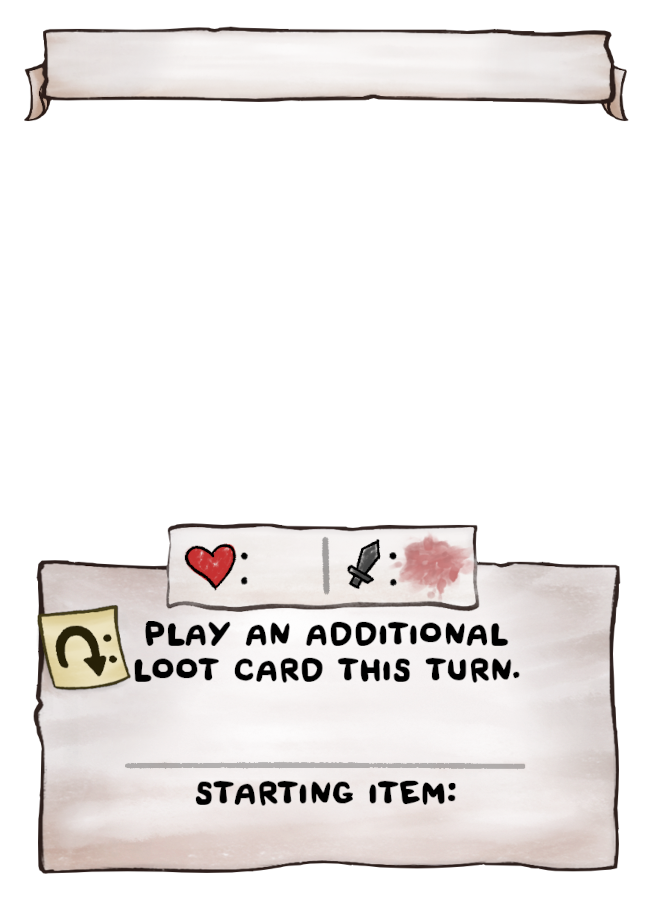 :
:
:
PLAY AN ADDITIONAL
LOOT CARD THIS TURN.
STARTING ITEM: